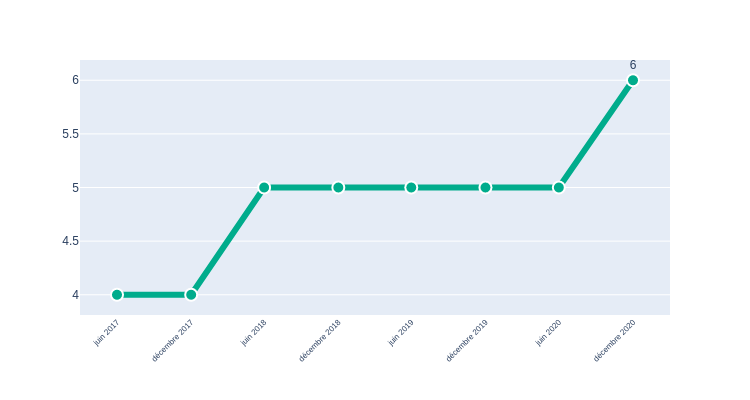 6
6
5.5
5
4.5
4
juin 2017
décembre 2017
juin 2018
décembre 2018
juin 2019
décembre 2019
juin 2020
décembre 2020